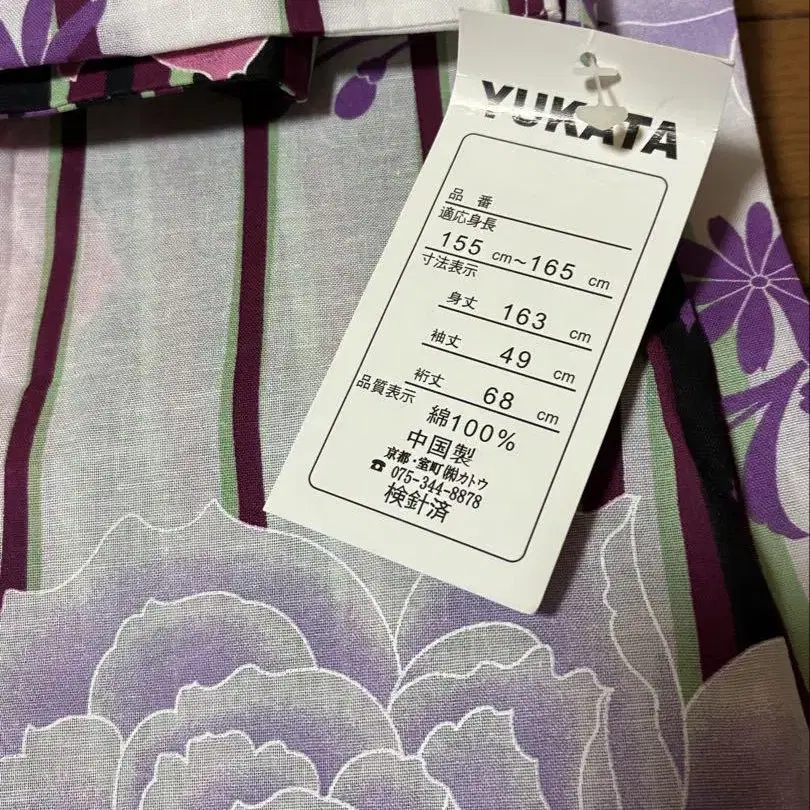 YUKATA
品番
適応身長
155 cm~165 cm
寸法表示
身丈 163 cm
袖丈 49 cm
裄丈 68 cm
品質表示
綿100%
中国製
京都・室町 ㈱カトウ
☎ 075-344-8878
検針済